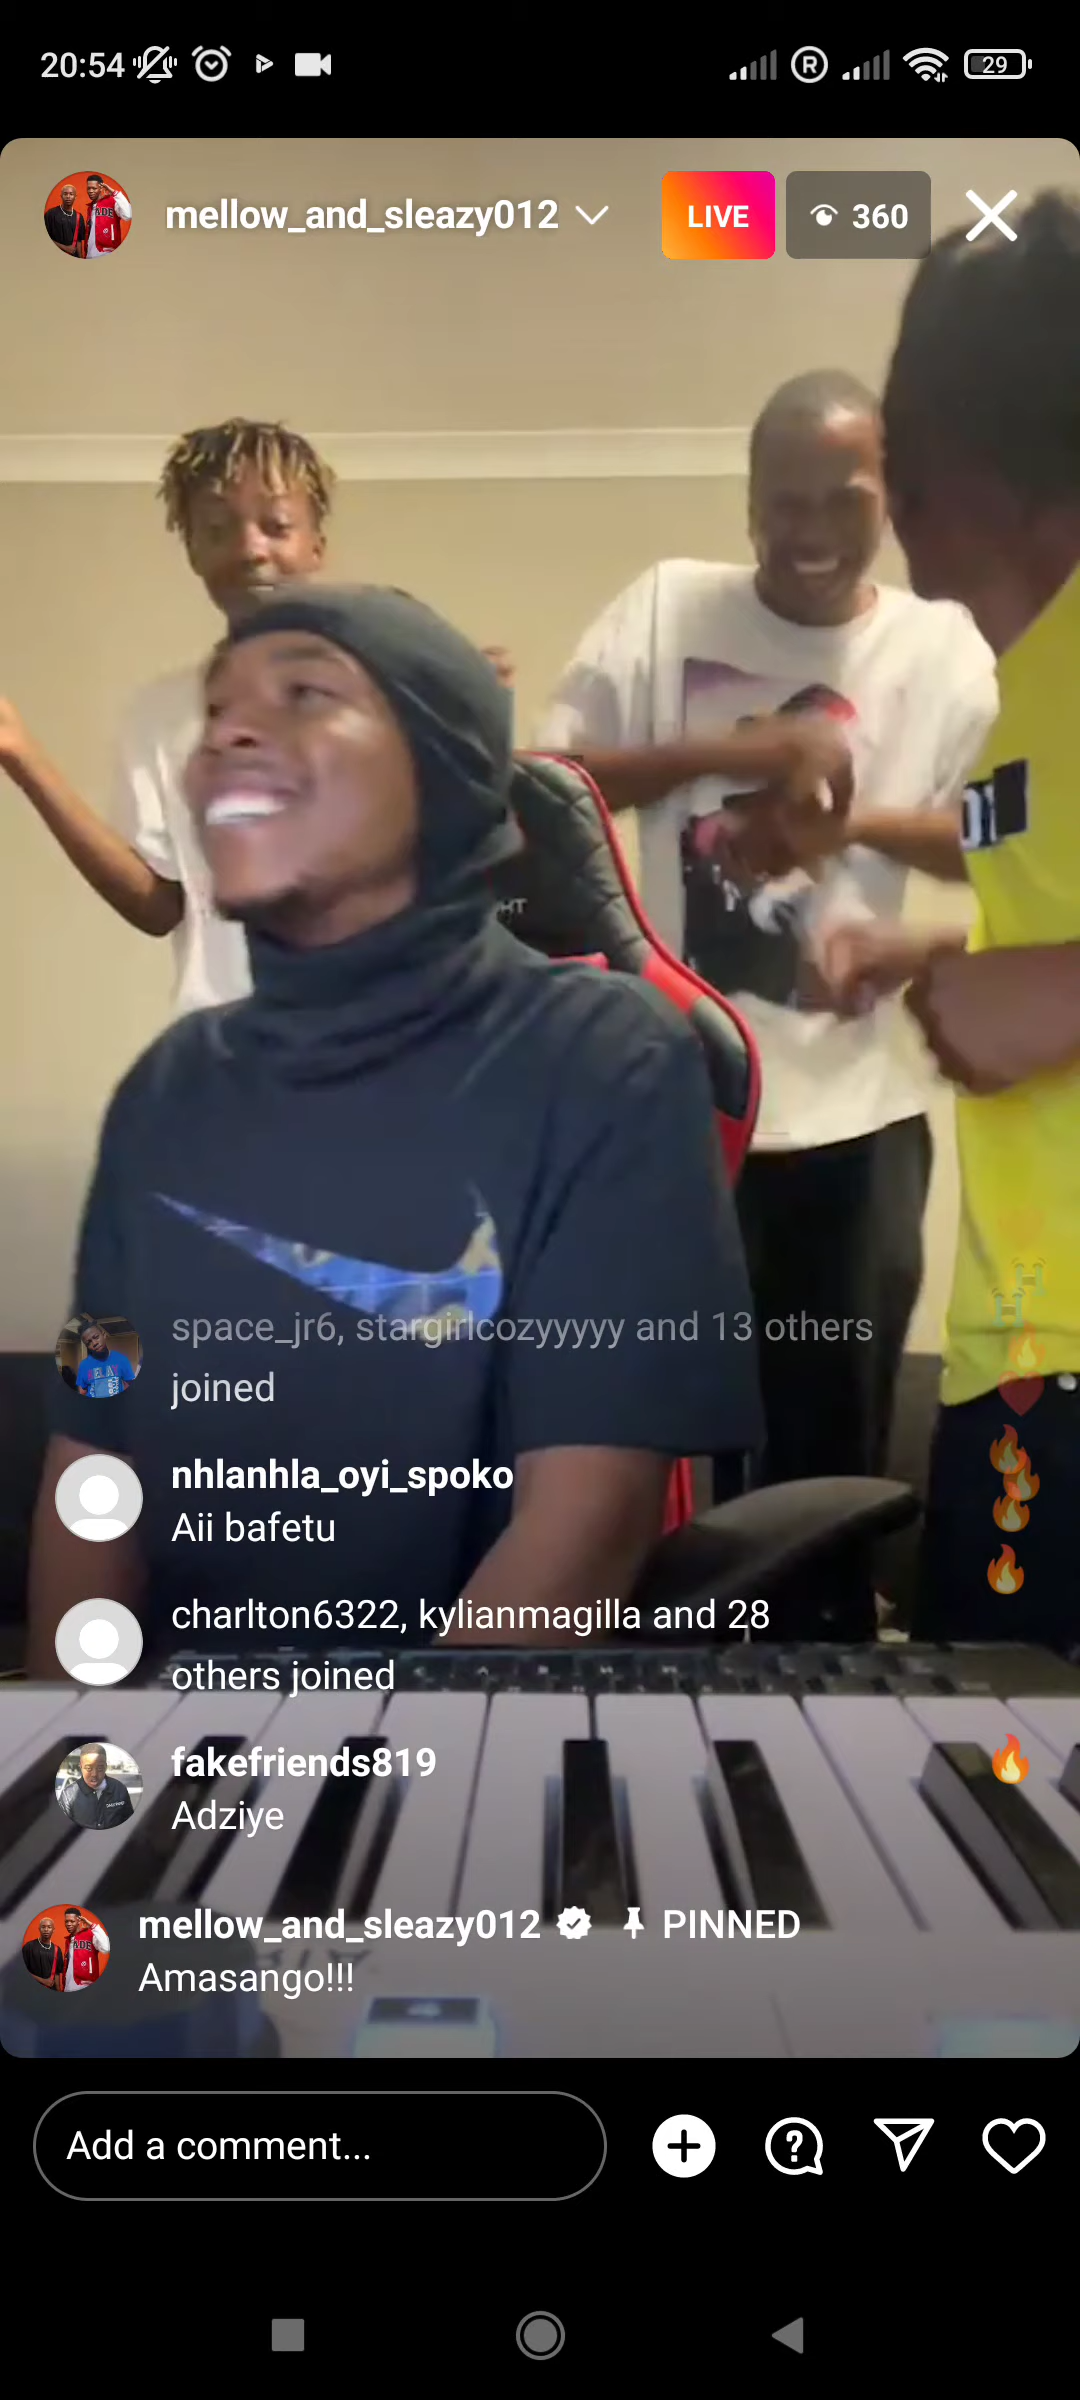 20:54
29
mellow_and_sleazy012
LIVE
360
space_jr6, stargirlcozyyyyy and 13 others
joined
nhlanhla_oyi_spoko
Aii bafetu
charlton6322, kylianmagilla and 28
others joined
fakefriends819
Adziye
mellow_and_sleazy012 PINNED
Amasango!!!
Add a comment...